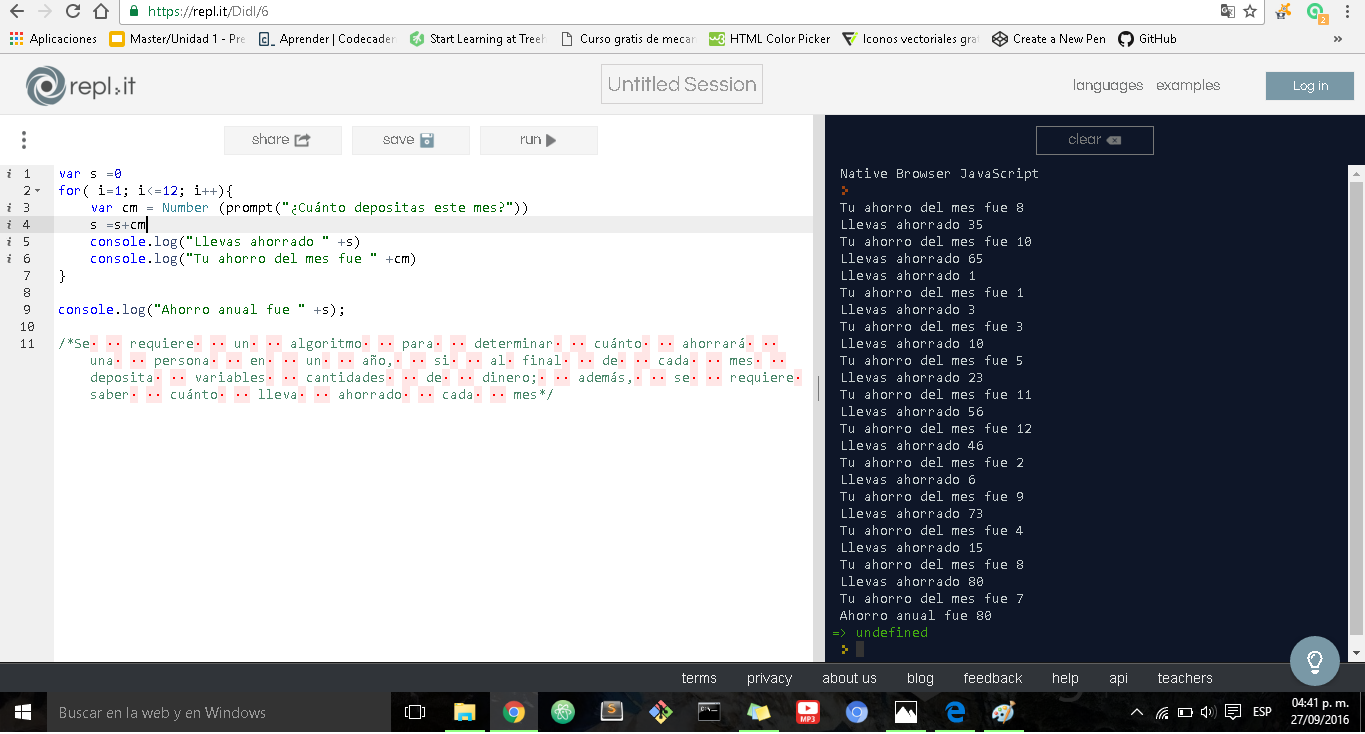 https://repl.it/Didl/6
2
Aplicaciones Master/Unidad 1 - Pre Aprender | Codecader Start Learning at Treeh Curso gratis de mecar HTML Color Picker Iconos vectoriales grat Create a New Pen GitHub »
repl.it
Untitled Session
languages examples Log in
share save run clear
i 1 var s =0
2 for( i=1; i<=12; i++){
i 3 var cm = Number (prompt("¿Cuánto depositas este mes?"))
i 4 s =s+cm
i 5 console.log("Llevas ahorrado " +s)
i 6 console.log("Tu ahorro del mes fue " +cm)
7 }
8
9 console.log("Ahorro anual fue " +s);
10
11 /*Se· ·· requiere· ·· un· ·· algoritmo· ·· para· ·· determinar· ·· cuánto· ·· ahorrará· ··
una· ·· persona· ·· en· ·· un· ·· año,· ·· si· ·· al· final· ·· de· ·· cada· ·· mes· ··
deposita· ·· variables· ·· cantidades· ·· de· ·· dinero;· ·· además,· ·· se· ·· requiere·
saber· ·· cuánto· ·· lleva· ·· ahorrado· ·· cada· ·· mes*/
Native Browser JavaScript
Tu ahorro del mes fue 8
Llevas ahorrado 35
Tu ahorro del mes fue 10
Llevas ahorrado 65
Llevas ahorrado 1
Tu ahorro del mes fue 1
Llevas ahorrado 3
Tu ahorro del mes fue 3
Llevas ahorrado 10
Tu ahorro del mes fue 5
Llevas ahorrado 23
Tu ahorro del mes fue 11
Llevas ahorrado 56
Tu ahorro del mes fue 12
Llevas ahorrado 46
Tu ahorro del mes fue 2
Llevas ahorrado 6
Tu ahorro del mes fue 9
Llevas ahorrado 73
Tu ahorro del mes fue 4
Llevas ahorrado 15
Tu ahorro del mes fue 8
Llevas ahorrado 80
Tu ahorro del mes fue 7
Ahorro anual fue 80
=> undefined
terms privacy about us blog feedback help api teachers
Buscar en la web y en Windows
MP3
ESP
04:41 p. m.
27/09/2016